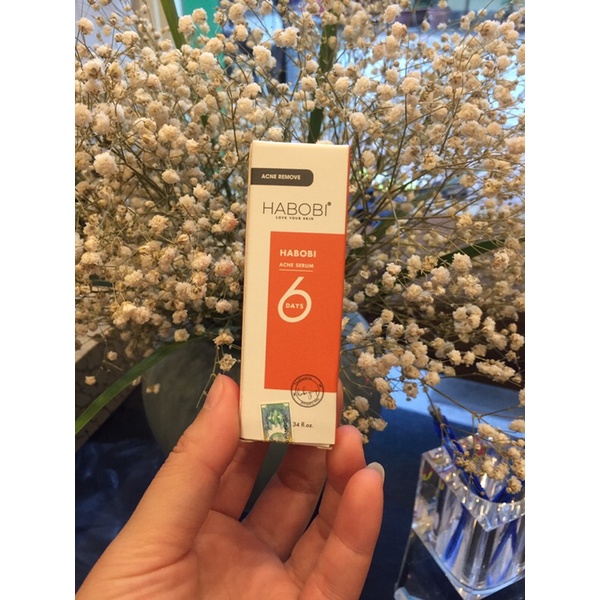 ACNE REMOVE
HABOBI®
LOVE YOUR SKIN
HABOBI
ACNE SERUM
6
DAYS
34 fl.oz.